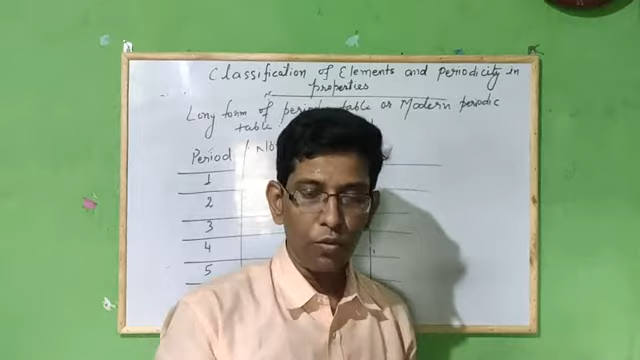 Classification of Elements and Periodicity in
properties
Long form of table or Modern periodic
table
Period
1
2
3
4
5